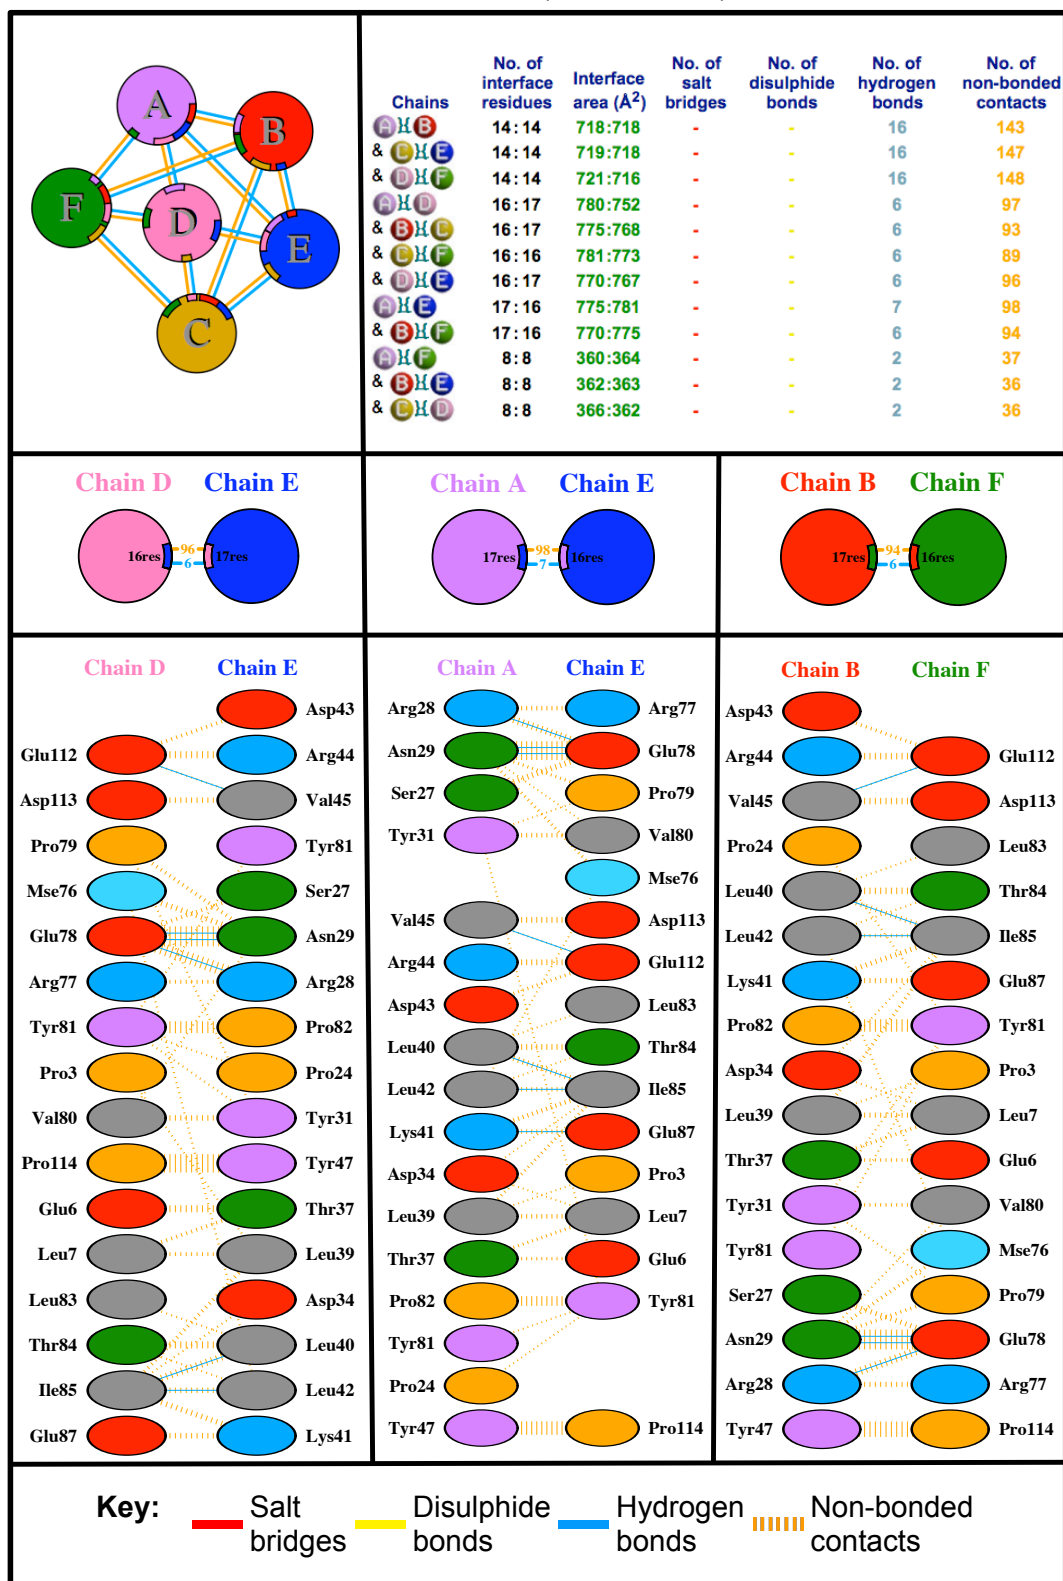 A
B
F
D
E
C
No. of interface residues
Interface area (Å²)
No. of salt bridges
No. of disulphide bonds
No. of hydrogen bonds
No. of non-bonded contacts
Chains
A B 14:14 718:718 - - 16 143
& C E 14:14 719:718 - - 16 147
& D F 14:14 721:716 - - 16 148
A D 16:17 780:752 - - 6 97
& B C 16:17 775:768 - - 6 93
& C F 16:16 781:773 - - 6 89
& D E 16:17 770:767 - - 6 96
A E 17:16 775:781 - - 7 98
& B F 17:16 770:775 - - 6 94
A F 8:8 360:364 - - 2 37
& B E 8:8 362:363 - - 2 36
& C D 8:8 366:362 - - 2 36
Chain D Chain E
16res 96 17res
6
Chain A Chain E
17res 98 16res
7
Chain B Chain F
17res 94 16res
6
Chain D Chain E
Asp43
Glu112 Arg44
Asp113 Val45
Pro79 Tyr81
Mse76 Ser27
Glu78 Asn29
Arg77 Arg28
Tyr81 Pro82
Pro3 Pro24
Val80 Tyr31
Pro114 Tyr47
Glu6 Thr37
Leu7 Leu39
Leu83 Asp34
Thr84 Leu40
Ile85 Leu42
Glu87 Lys41
Chain A Chain E
Arg28 Arg77
Asn29 Glu78
Ser27 Pro79
Tyr31 Val80
Mse76
Val45 Asp113
Arg44 Glu112
Asp43 Leu83
Leu40 Thr84
Leu42 Ile85
Lys41 Glu87
Asp34 Pro3
Leu39 Leu7
Thr37 Glu6
Pro82 Tyr81
Tyr81
Pro24
Tyr47 Pro114
Chain B Chain F
Asp43
Arg44 Glu112
Val45 Asp113
Pro24 Leu83
Leu40 Thr84
Leu42 Ile85
Lys41 Glu87
Pro82 Tyr81
Asp34 Pro3
Leu39 Leu7
Thr37 Glu6
Tyr31 Val80
Tyr81 Mse76
Ser27 Pro79
Asn29 Glu78
Arg28 Arg77
Tyr47 Pro114
Key:
Salt bridges
Disulphide bonds
Hydrogen bonds
Non-bonded contacts